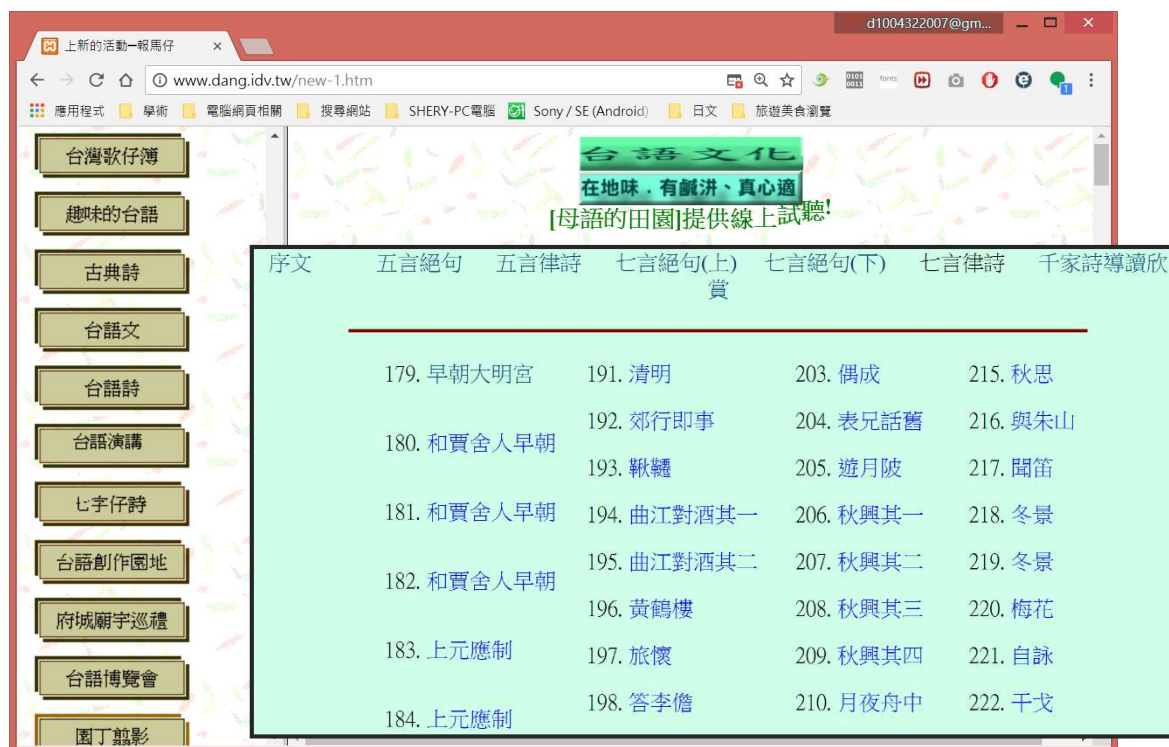 d1004322007@gm...
上新的活動─報馬仔
www.dang.idv.tw/new-1.htm
應用程式 學術 電腦網頁相關 搜尋網站 SHERY-PC電腦 Sony / SE (Android) 日文 旅遊美食瀏覽
台灣歌仔簿
趣味的台語
古典詩
台語文
台語詩
台語演講
七字仔詩
台語創作園地
府城廟宇巡禮
台語博覽會
園丁翦影
台語文化
在地味．有鹹汫、真心適
[母語的田園]提供線上試聽!
序文 五言絕句 五言律詩 七言絕句(上) 七言絕句(下) 七言律詩 千家詩導讀欣
賞
179. 早朝大明宮
180. 和賈舍人早朝
181. 和賈舍人早朝
182. 和賈舍人早朝
183. 上元應制
184. 上元應制
191. 清明
192. 郊行即事
193. 鞦韆
194. 曲江對酒其一
195. 曲江對酒其二
196. 黃鶴樓
197. 旅懷
198. 答李儋
203. 偶成
204. 表兄話舊
205. 遊月陂
206. 秋興其一
207. 秋興其二
208. 秋興其三
209. 秋興其四
210. 月夜舟中
215. 秋思
216. 與朱山
217. 聞笛
218. 冬景
219. 冬景
220. 梅花
221. 自詠
222. 干戈